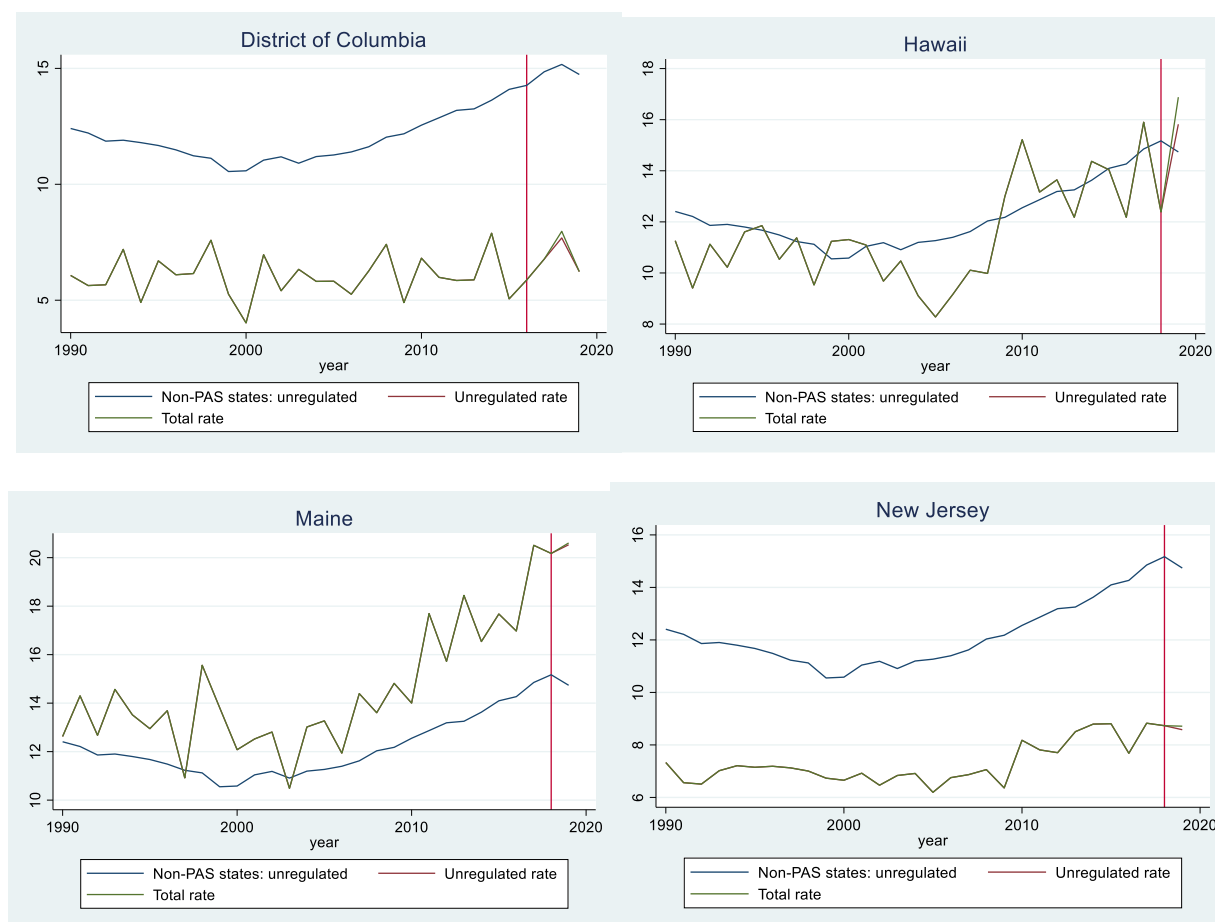 District of Columbia
15
10
5
1990 2000 2010 2020
year
Non-PAS states: unregulated Unregulated rate
Total rate
Hawaii
18
16
14
12
10
8
1990 2000 2010 2020
year
Non-PAS states: unregulated Unregulated rate
Total rate
Maine
20
18
16
14
12
10
1990 2000 2010 2020
year
Non-PAS states: unregulated Unregulated rate
Total rate
New Jersey
16
14
12
10
8
6
1990 2000 2010 2020
year
Non-PAS states: unregulated Unregulated rate
Total rate